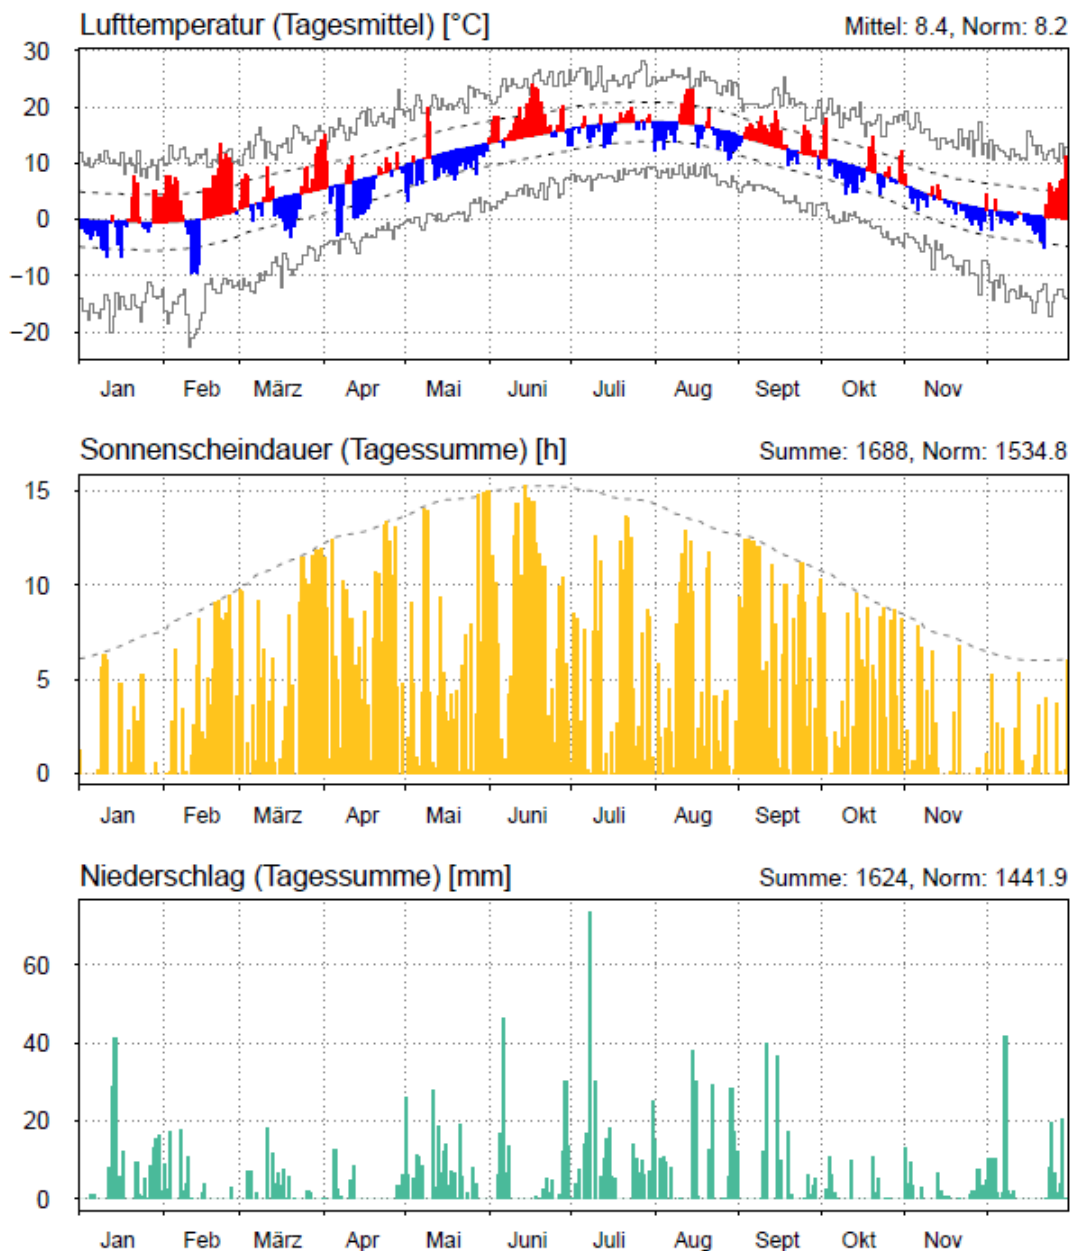 Lufttemperatur (Tagesmittel) [°C] Mittel: 8.4, Norm: 8.2
30
20
10
0
−10
−20
Jan Feb März Apr Mai Juni Juli Aug Sept Okt Nov
Sonnenscheindauer (Tagessumme) [h] Summe: 1688, Norm: 1534.8
15
10
5
0
Jan Feb März Apr Mai Juni Juli Aug Sept Okt Nov
Niederschlag (Tagessumme) [mm] Summe: 1624, Norm: 1441.9
60
40
20
0
Jan Feb März Apr Mai Juni Juli Aug Sept Okt Nov